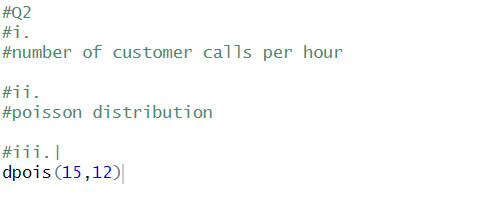 #Q2
#i.
#number of customer calls per hour
#ii.
#poisson distribution
#iii.
dpois(15,12)